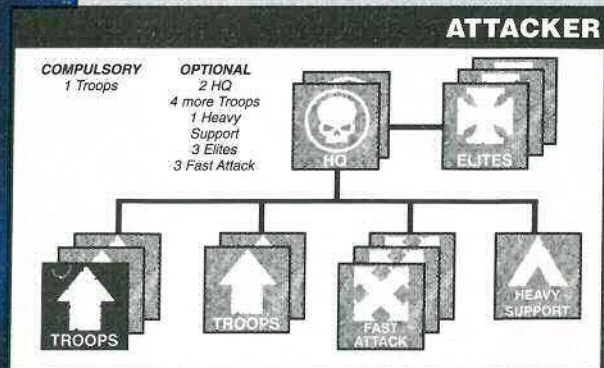 ATTACKER
COMPULSORY
1 Troops
OPTIONAL
2 HQ
4 more Troops
1 Heavy
Support
3 Elites
3 Fast Attack
HQ
ELITES
TROOPS
TROOPS
FAST
ATTACK
HEAVY
SUPPORT